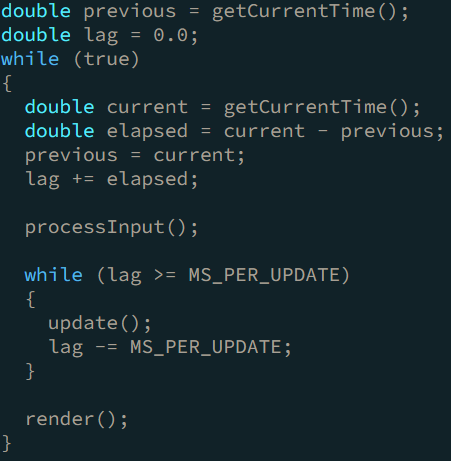 double previous = getCurrentTime();
double lag = 0.0;
while (true)
{
  double current = getCurrentTime();
  double elapsed = current - previous;
  previous = current;
  lag += elapsed;

  processInput();

  while (lag >= MS_PER_UPDATE)
  {
    update();
    lag -= MS_PER_UPDATE;
  }

  render();
}